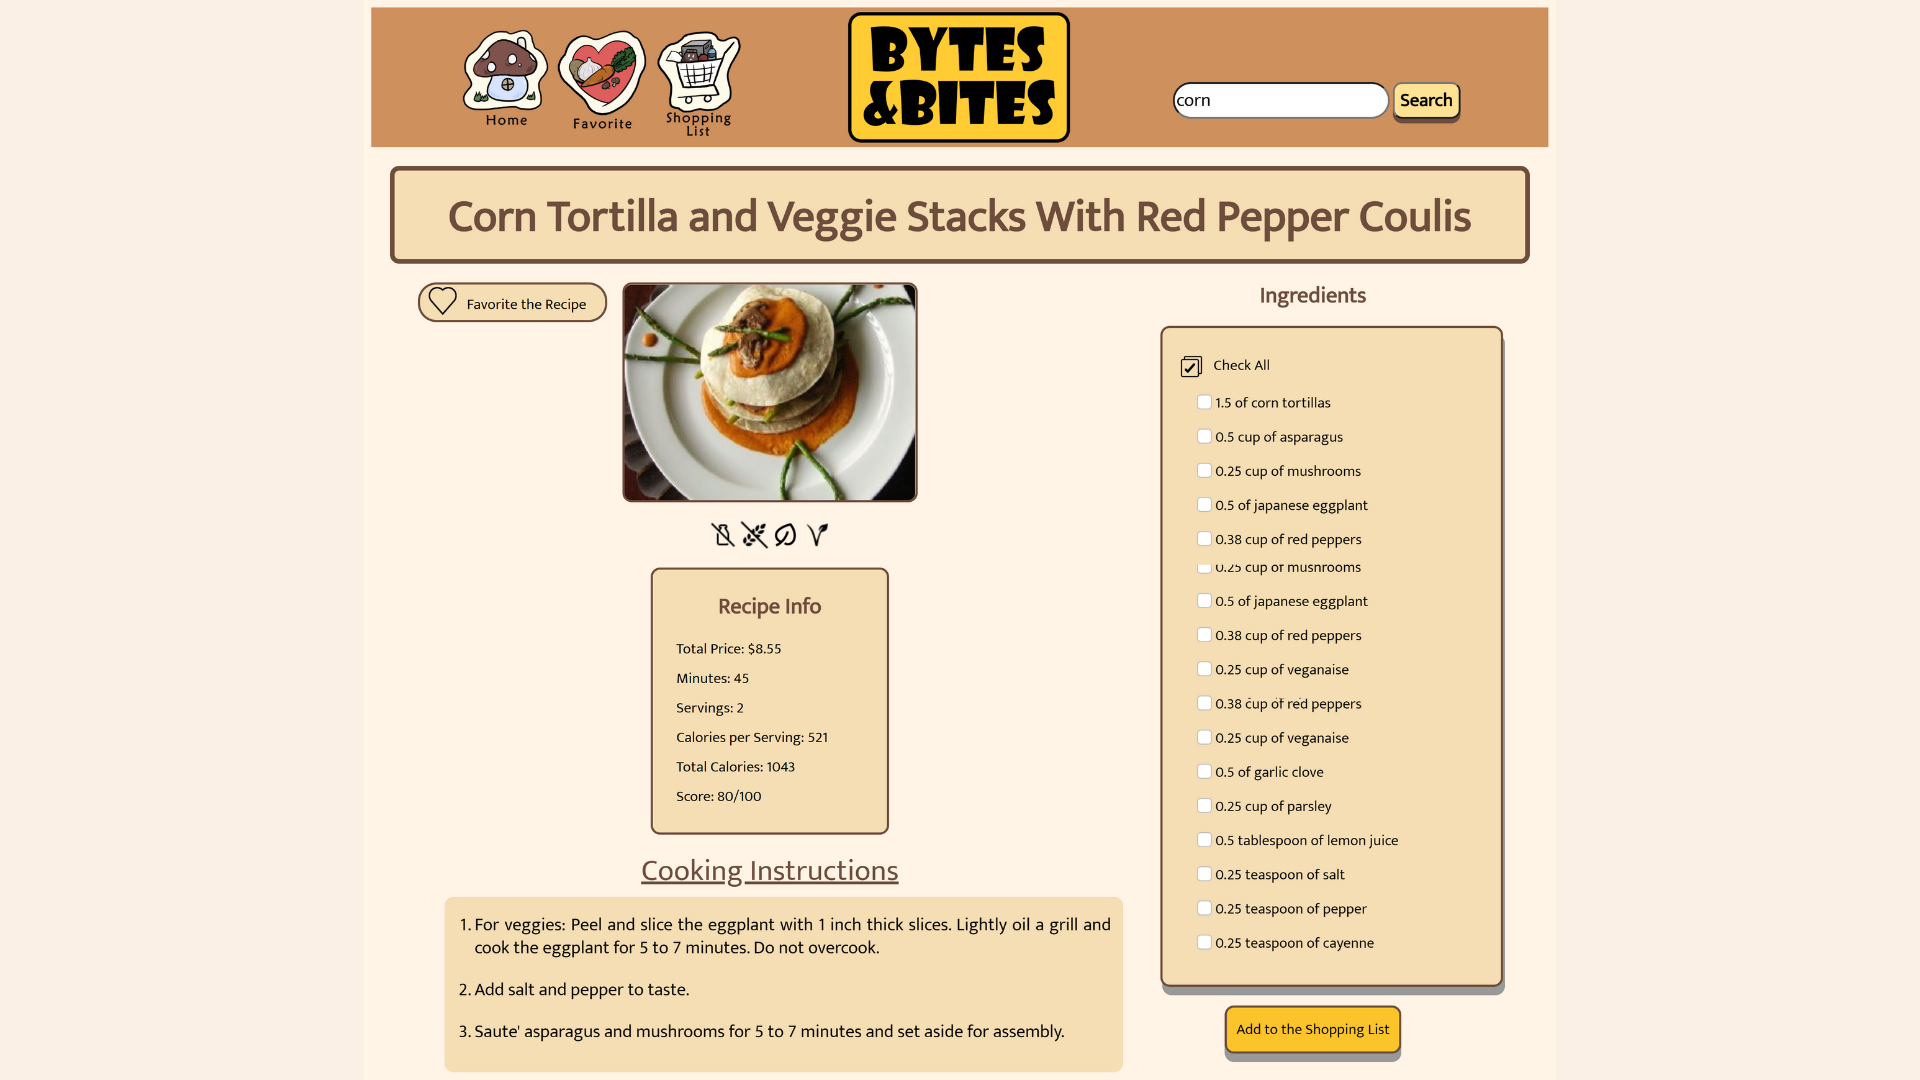 Home
Favorite
Shopping
List
BYTES
&BITES
corn
Search
Corn Tortilla and Veggie Stacks With Red Pepper Coulis
Favorite the Recipe
Recipe Info
Total Price: $8.55
Minutes: 45
Servings: 2
Calories per Serving: 521
Total Calories: 1043
Score: 80/100
Cooking Instructions
1. For veggies: Peel and slice the eggplant with 1 inch thick slices. Lightly oil a grill and
cook the eggplant for 5 to 7 minutes. Do not overcook.
2. Add salt and pepper to taste.
3. Saute' asparagus and mushrooms for 5 to 7 minutes and set aside for assembly.
Ingredients
Check All
1.5 of corn tortillas
0.5 cup of asparagus
0.25 cup of mushrooms
0.5 of japanese eggplant
0.38 cup of red peppers
0.25 cup of mushrooms
0.5 of japanese eggplant
0.38 cup of red peppers
0.25 cup of veganaise
0.38 cup of red peppers
0.25 cup of veganaise
0.5 of garlic clove
0.25 cup of parsley
0.5 tablespoon of lemon juice
0.25 teaspoon of salt
0.25 teaspoon of pepper
0.25 teaspoon of cayenne
Add to the Shopping List